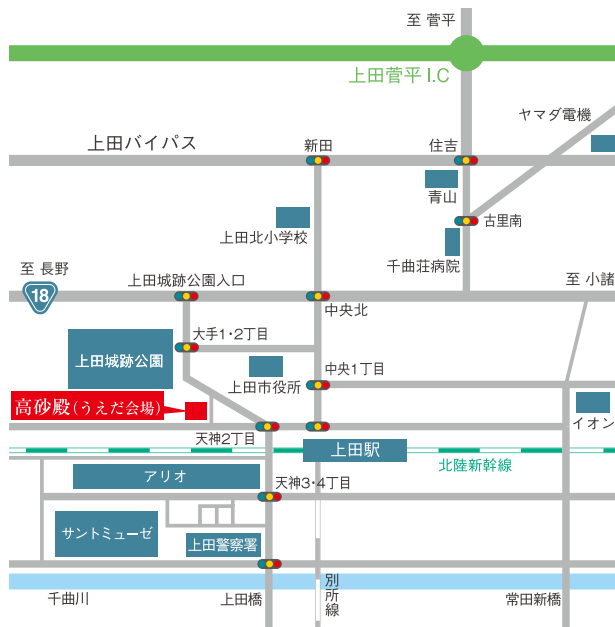 至 菅平
上田菅平 I.C
ヤマダ電機
上田バイパス
新田
住吉
青山
古里南
上田北小学校
千曲荘病院
至 長野
18
上田城跡公園入口
至 小諸
中央北
大手1・2丁目
上田城跡公園
上田市役所
中央1丁目
高砂殿(うえだ会場)
イオン
天神2丁目
上田駅
北陸新幹線
アリオ
天神3・4丁目
サントミューゼ
上田警察署
千曲川
上田橋
別所線
常田新橋